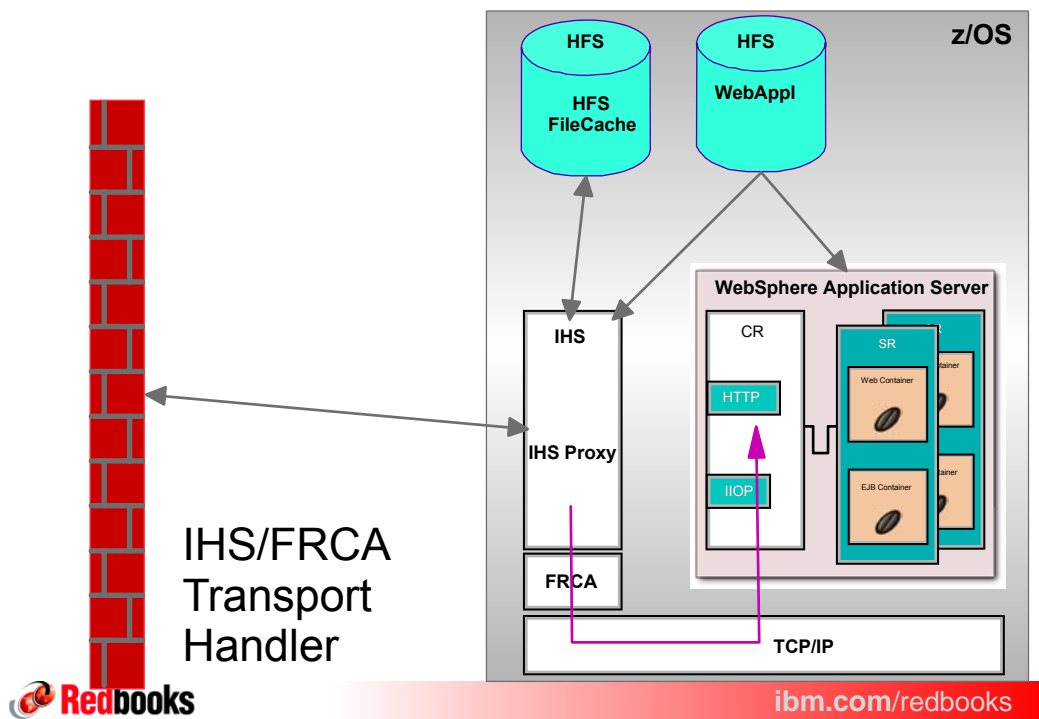 z/OS
HFS
HFS
FileCache
HFS
WebAppl
WebSphere Application Server
IHS
IHS Proxy
FRCA
CR
HTTP
IIOP
SR
Web Container
EJB Container
TCP/IP
IHS/FRCA
Transport
Handler
Redbooks
ibm.com/redbooks